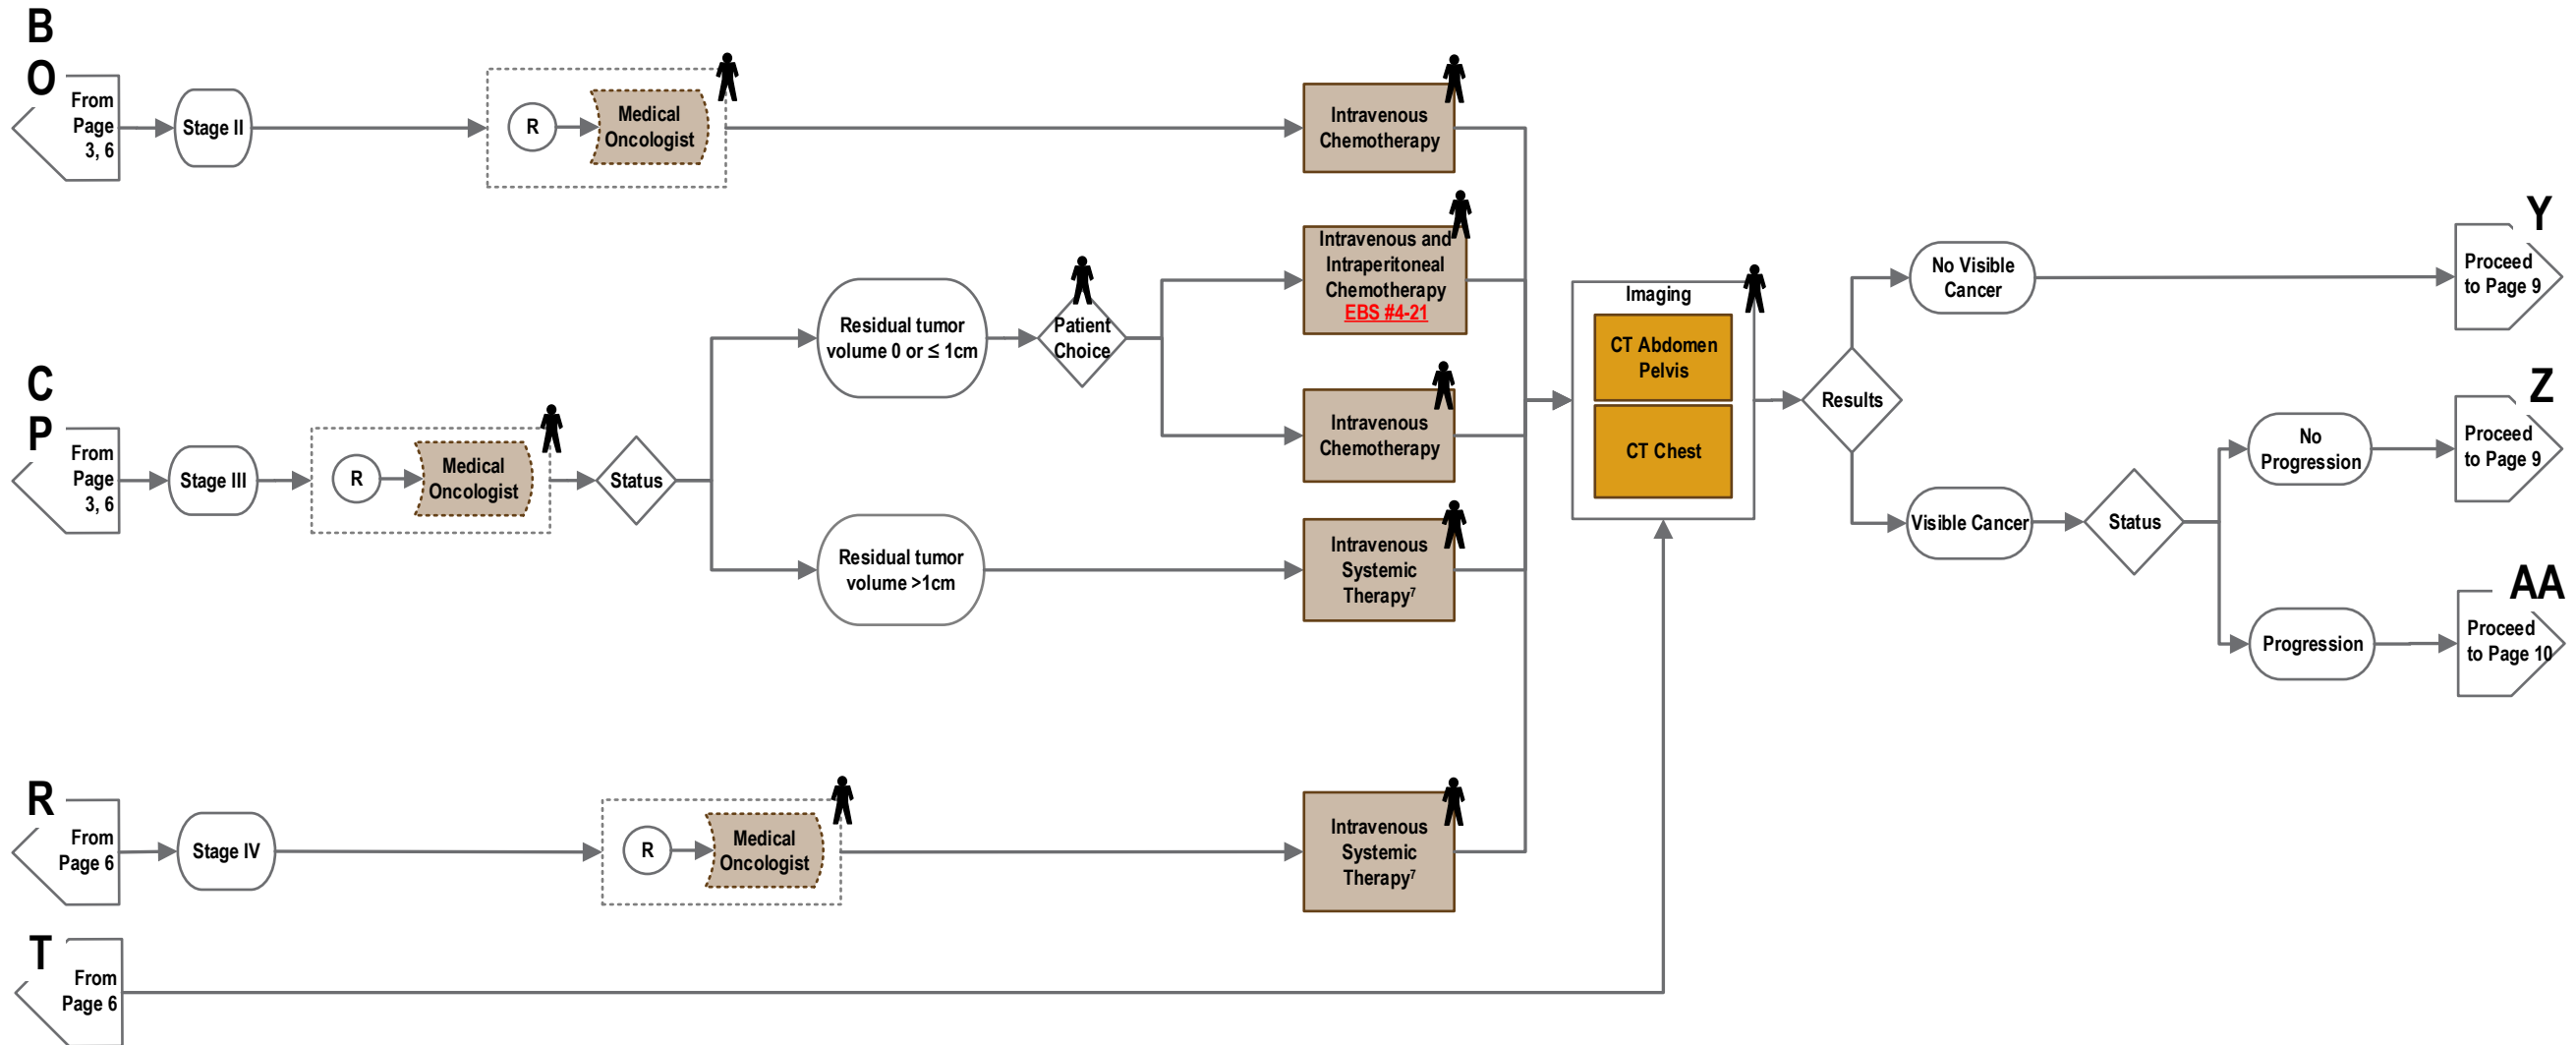 B
O
From
Page
3, 6
Stage II
R
Medical
Oncologist
Intravenous
Chemotherapy
C
P
From
Page
3, 6
Stage III
R
Medical
Oncologist
Status
Residual tumor
volume 0 or ≤ 1cm
Patient
Choice
Intravenous and
Intraperitoneal
Chemotherapy
EBS #4-21
Intravenous
Chemotherapy
Residual tumor
volume >1cm
Intravenous
Systemic
Therapy⁷
R
From
Page 6
Stage IV
R
Medical
Oncologist
Intravenous
Systemic
Therapy⁷
T
From
Page 6
Imaging
CT Abdomen
Pelvis
CT Chest
Results
No Visible
Cancer
Y
Proceed
to Page 9
Visible Cancer
Status
No
Progression
Z
Proceed
to Page 9
Progression
AA
Proceed
to Page 10